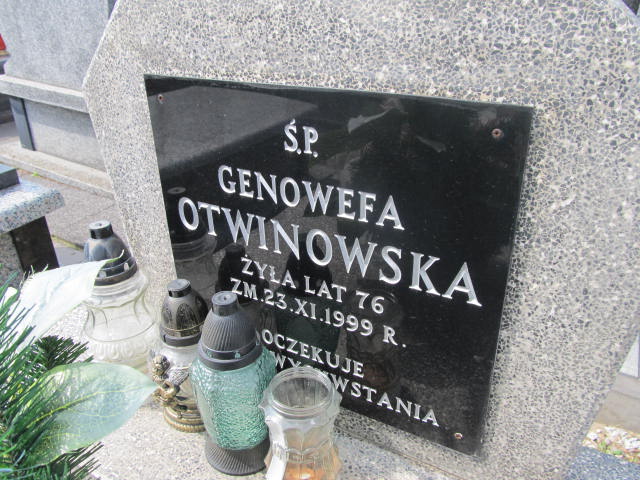 Ś.P.
GENOWEFA
OTWINOWSKA
ŻYŁA LAT 76
ZM. 23. XI. 1999 R.
OCZEKUJE